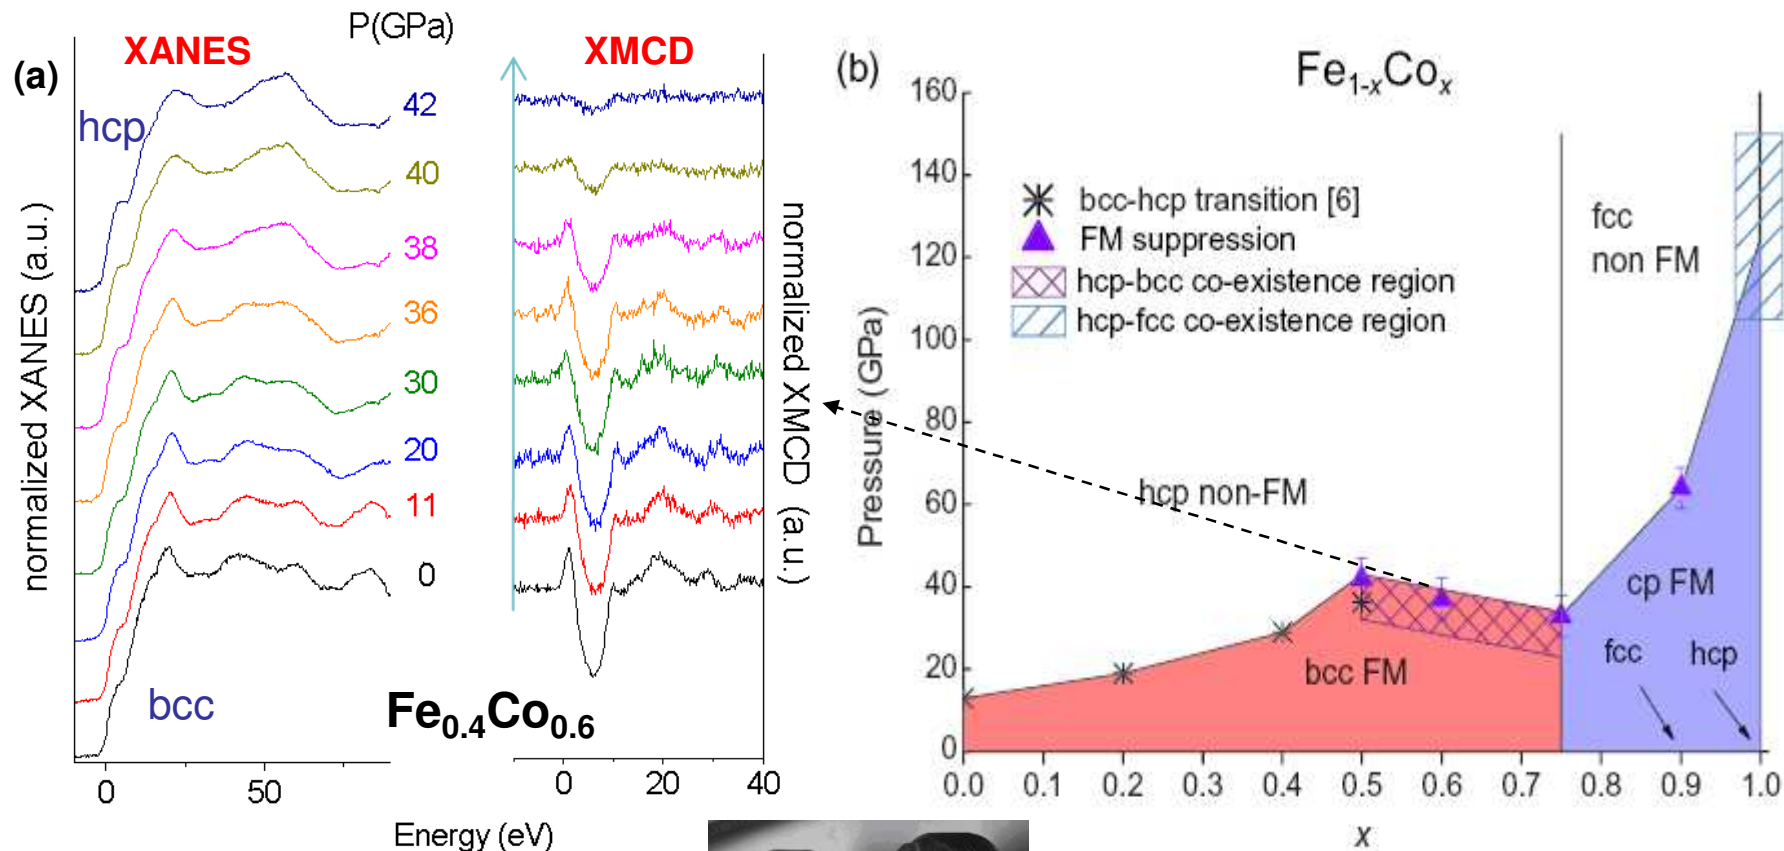 P(GPa)
(a)
XANES
XMCD
hcp
42
40
38
36
30
20
11
0
bcc
normalized XANES (a.u.)
normalized XMCD (a.u.)
Fe0.4Co0.6
0
50
0
20
40
Energy (eV)
(b)
Fe1-xCox
160
140
120
100
80
60
40
20
0
Pressure (GPa)
bcc-hcp transition [6]
FM suppression
hcp-bcc co-existence region
hcp-fcc co-existence region
fcc
non FM
hcp non-FM
bcc FM
cp FM
fcc
hcp
0.0
0.1
0.2
0.3
0.4
0.5
0.6
0.7
0.8
0.9
1.0
x